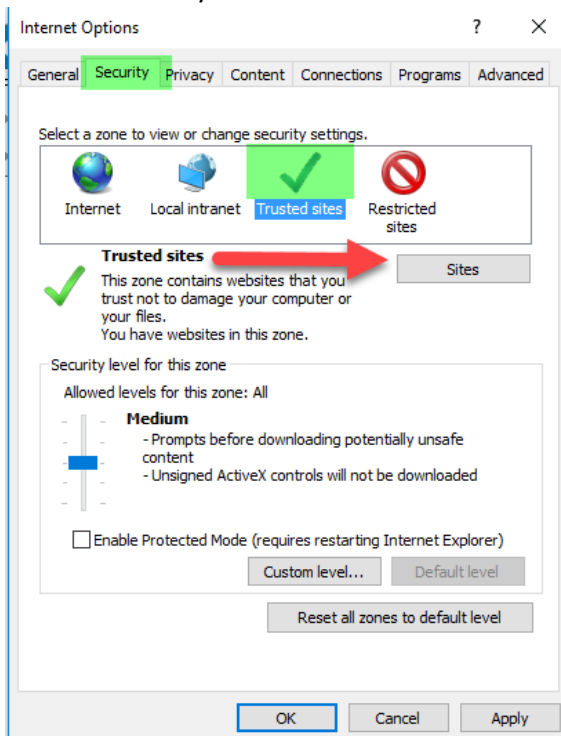 Internet Options ? X
General Security Privacy Content Connections Programs Advanced
Select a zone to view or change security settings.
Internet Local intranet Trusted sites Restricted
sites
Trusted sites
Sites
This zone contains websites that you
trust not to damage your computer or
your files.
You have websites in this zone.
Security level for this zone
Allowed levels for this zone: All
Medium
- Prompts before downloading potentially unsafe
content
- Unsigned ActiveX controls will not be downloaded
Enable Protected Mode (requires restarting Internet Explorer)
Custom level... Default level
Reset all zones to default level
OK Cancel Apply